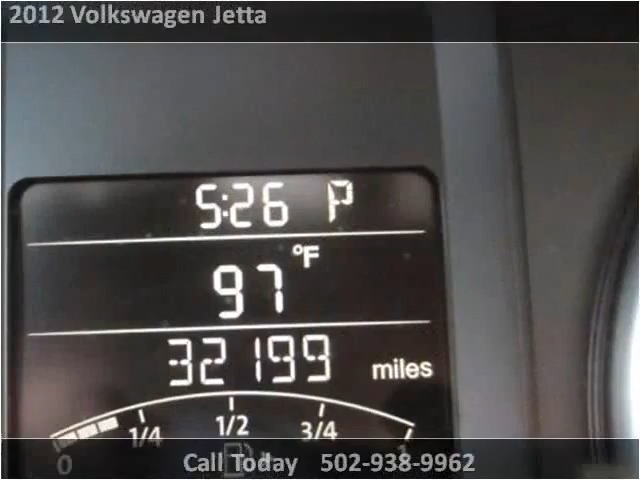 2012 Volkswagen Jetta
5:26 P
97 °F
32199 miles
0 1/4 1/2 3/4 1
Call Today 502-938-9962